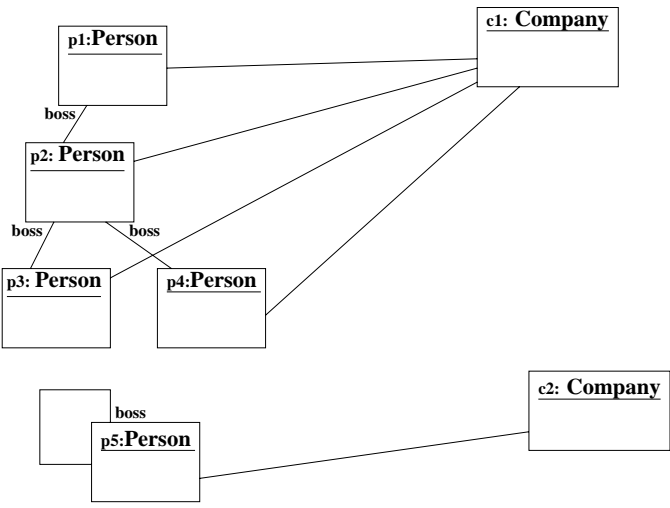 c1: Company
p1:Person
boss
p2: Person
boss
boss
p3: Person
p4:Person
c2: Company
boss
p5:Person